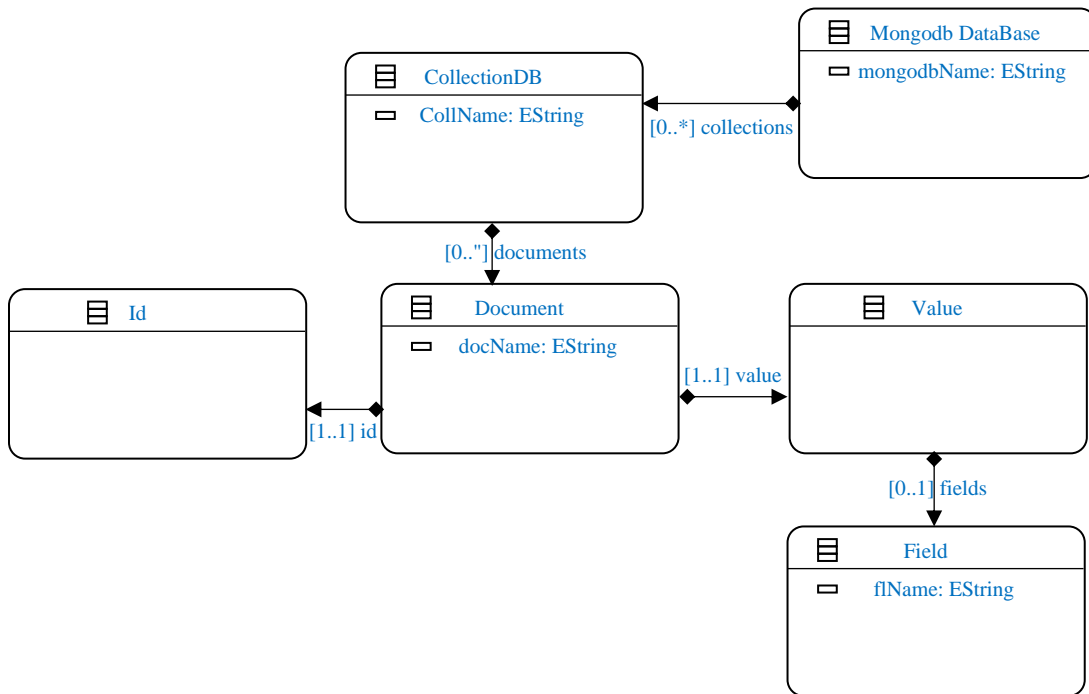 Mongodb DataBase
mongodbName: EString
CollectionDB
CollName: EString
[0..*] collections
[0.."] documents
Id
Document
docName: EString
Value
[1..1] value
[1..1] id
[0..1] fields
Field
flName: EString